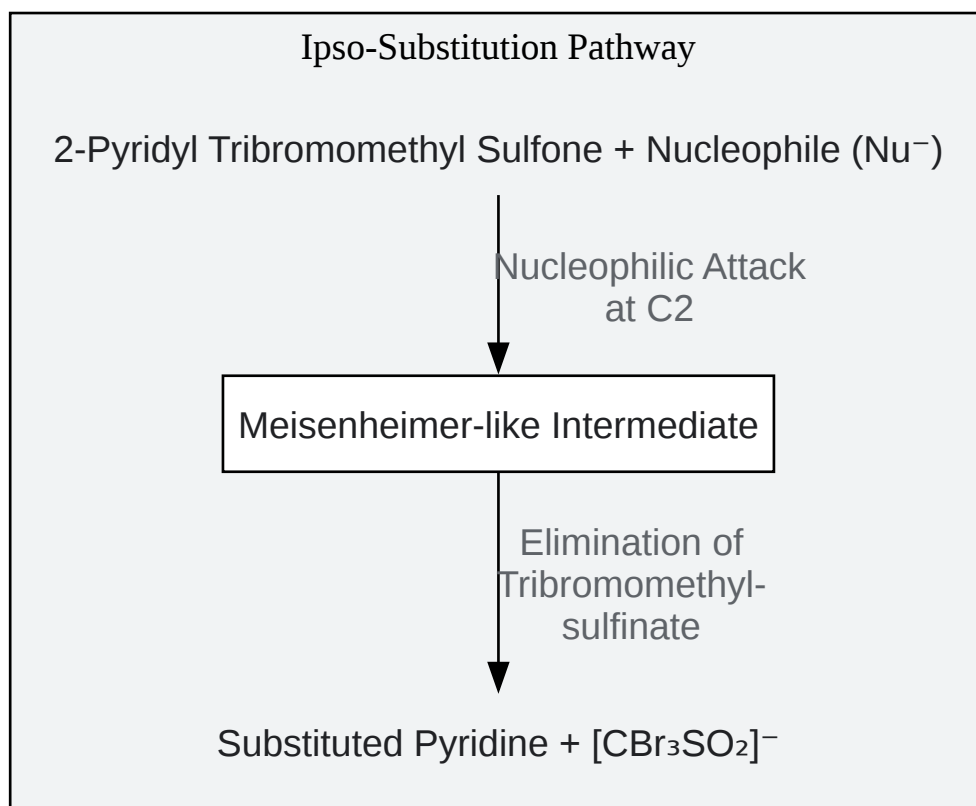 Ipso-Substitution Pathway
2-Pyridyl Tribromomethyl Sulfone + Nucleophile (Nu⁻)
Nucleophilic Attack
at C2
Meisenheimer-like Intermediate
Elimination of
Tribromomethyl-
sulfinate
Substituted Pyridine + [CBr₃SO₂]⁻